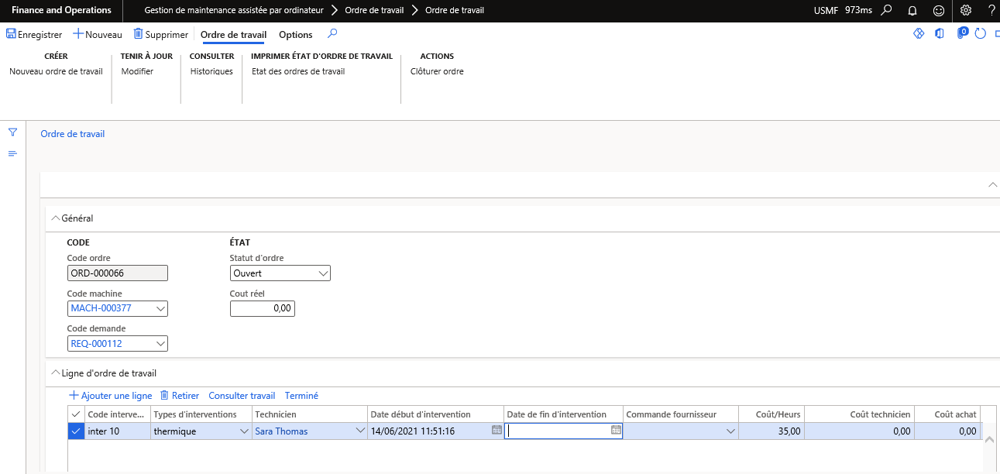 Finance and Operations Gestion de maintenance assistée par ordinateur Ordre de travail Ordre de travail USMF 973ms ?
Enregistrer Nouveau Supprimer Ordre de travail Options 0
CRÉER TENIR À JOUR CONSULTER IMPRIMER ÉTAT D'ORDRE DE TRAVAIL ACTIONS
Nouveau ordre de travail Modifier Historiques Etat des ordres de travail Clôturer ordre
Ordre de travail
Général
CODE ÉTAT
Code ordre Statut d'ordre
ORD-000066 Ouvert
Code machine Cout réel
MACH-000377 0,00
Code demande
REQ-000112
Ligne d'ordre de travail
Ajouter une ligne Retirer Consulter travail Terminé
Code interve... Types d'interventions Technicien Date début d'intervention Date de fin d'intervention Commande fournisseur Coût/Heurs Coût technicien Coût achat
inter 10 thermique Sara Thomas 14/06/2021 11:51:16 35,00 0,00 0,00